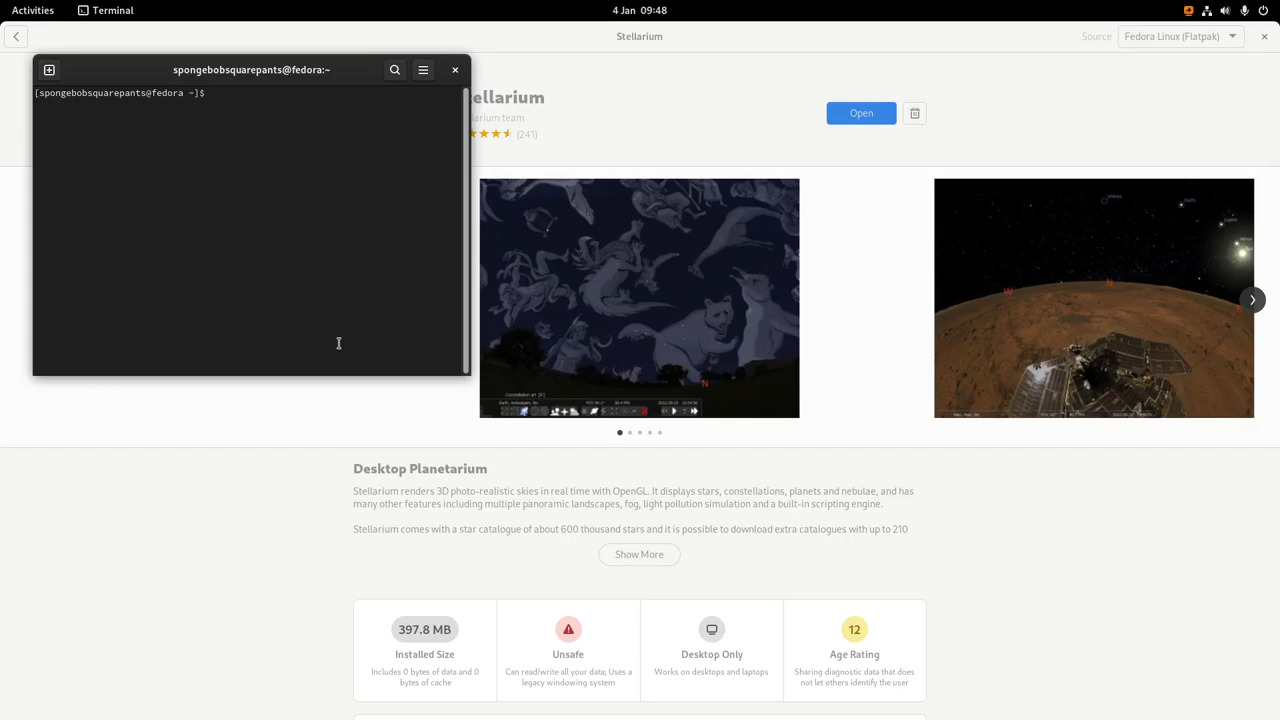 Activities
Terminal
4 Jan 09:48
Stellarium
Source
Fedora Linux (Flatpak)
spongebobsquarepants@fedora:~
[spongebobsquarepants@fedora ~]$
tellarium
larium team
(241)
Open
N
W
N
Desktop Planetarium
Stellarium renders 3D photo-realistic skies in real time with OpenGL. It displays stars, constellations, planets and nebulae, and has
many other features including multiple panoramic landscapes, fog, light pollution simulation and a built-in scripting engine.
Stellarium comes with a star catalogue of about 600 thousand stars and it is possible to download extra catalogues with up to 210
Show More
397.8 MB
Installed Size
Includes 0 bytes of data and 0
bytes of cache
Unsafe
Can read/write all your data; Uses a
legacy windowing system
Desktop Only
Works on desktops and laptops
12
Age Rating
Sharing diagnostic data that does
not let others identify the user